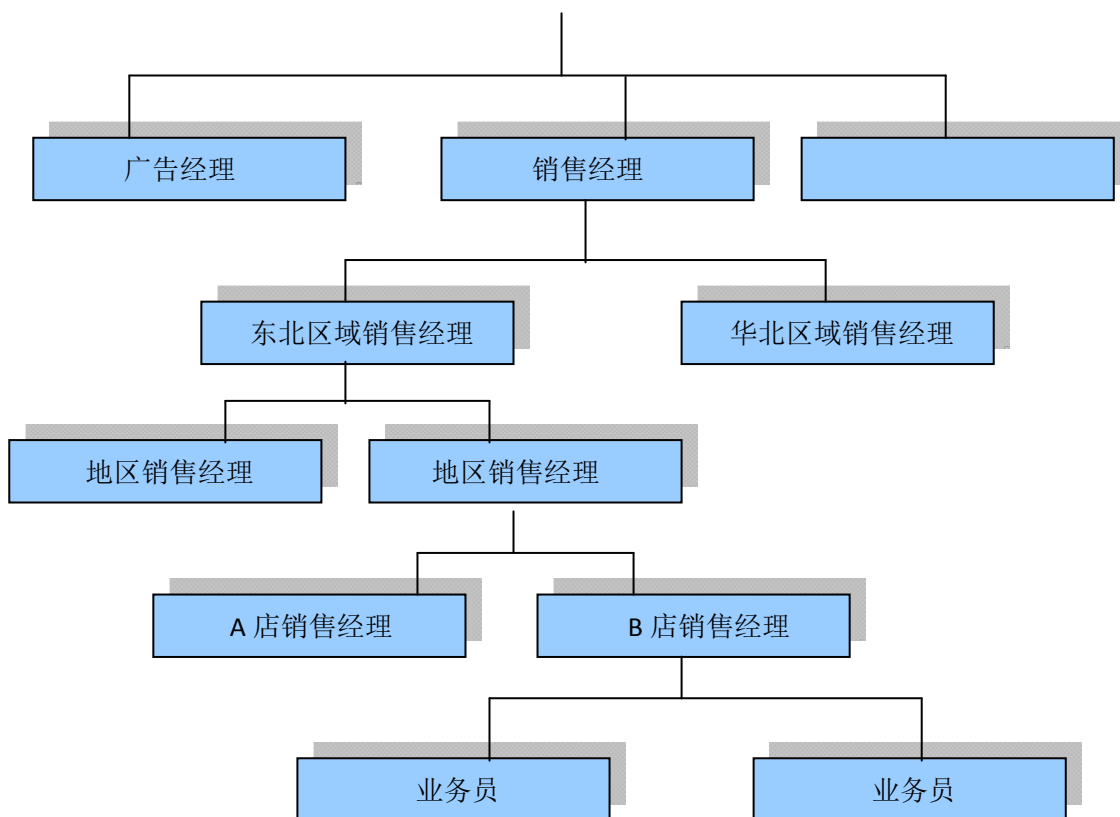 广告经理
销售经理
东北区域销售经理
华北区域销售经理
地区销售经理
地区销售经理
A 店销售经理
B 店销售经理
业务员
业务员